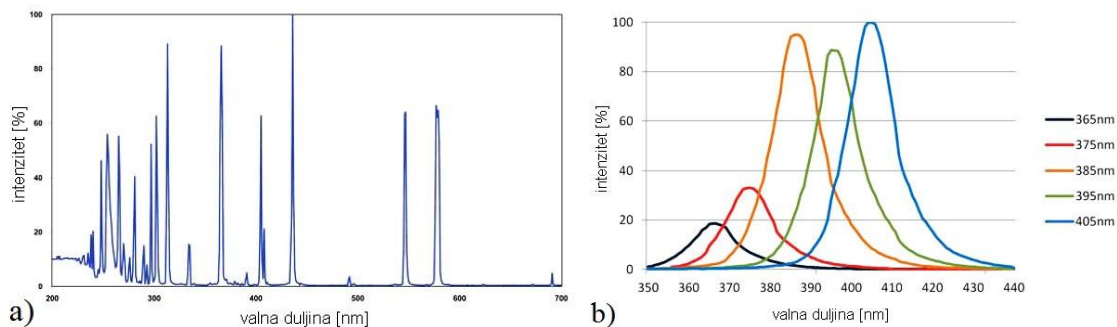 100
80
60
40
20
0
200 300 400 500 600 700
intenzitet [%]
valna duljina [nm]
a)
100
80
60
40
20
0
350 360 370 380 390 400 410 420 430 440
intenzitet [%]
valna duljina [nm]
b)
365nm
375nm
385nm
395nm
405nm